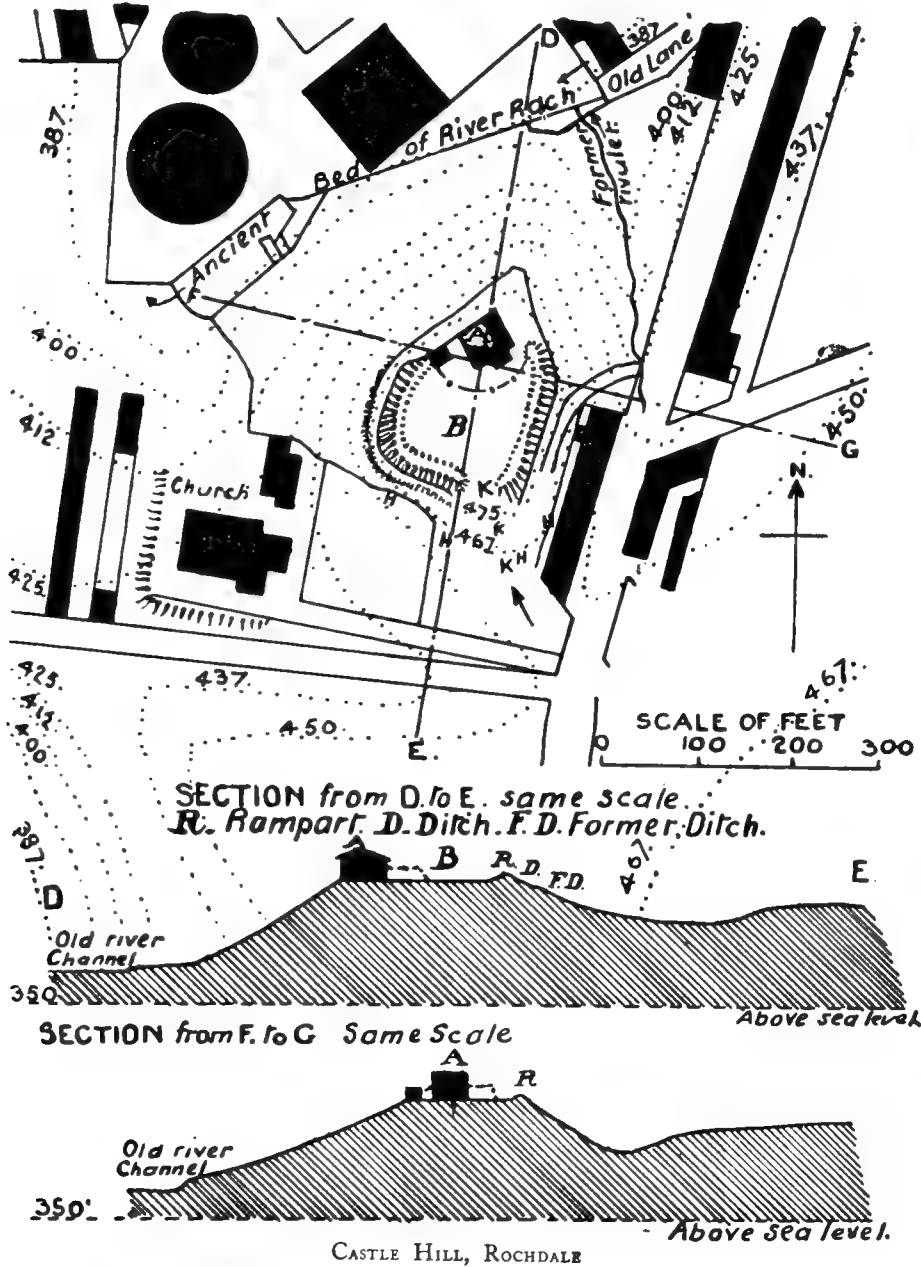 D
387
Old Lane
400
412
425
437
387
Bed of River Rach
Former rivulet
Ancient
F
400
A
412
B
450
G
Church
K
475
K
H
H
461
K H
H
N.
425
425
412
400
387
437
450
467
E
SCALE OF FEET
0 100 200 300
SECTION from D. to E. same scale.
R. Rampart. D. Ditch. F.D. Former Ditch.
467
D
A
B
R. D. F.D.
E
Old river
Channel
350
Above sea level.
SECTION from F. to G Same Scale
A
R
Old river
Channel
350'
Above sea level.
CASTLE HILL, ROCHDALE